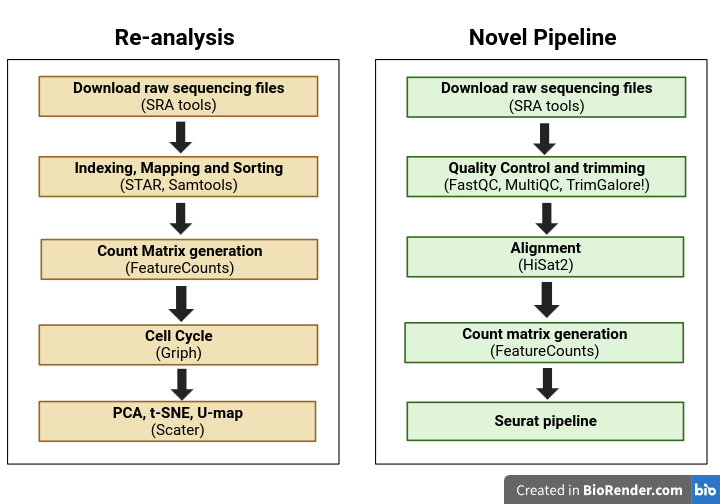 Re-analysis
Download raw sequencing files
(SRA tools)
Indexing, Mapping and Sorting
(STAR, Samtools)
Count Matrix generation
(FeatureCounts)
Cell Cycle
(Griph)
PCA, t-SNE, U-map
(Scater)
Novel Pipeline
Download raw sequencing files
(SRA tools)
Quality Control and trimming
(FastQC, MultiQC, TrimGalore!)
Alignment
(HiSat2)
Count matrix generation
(FeatureCounts)
Seurat pipeline
Created in BioRender.com bio